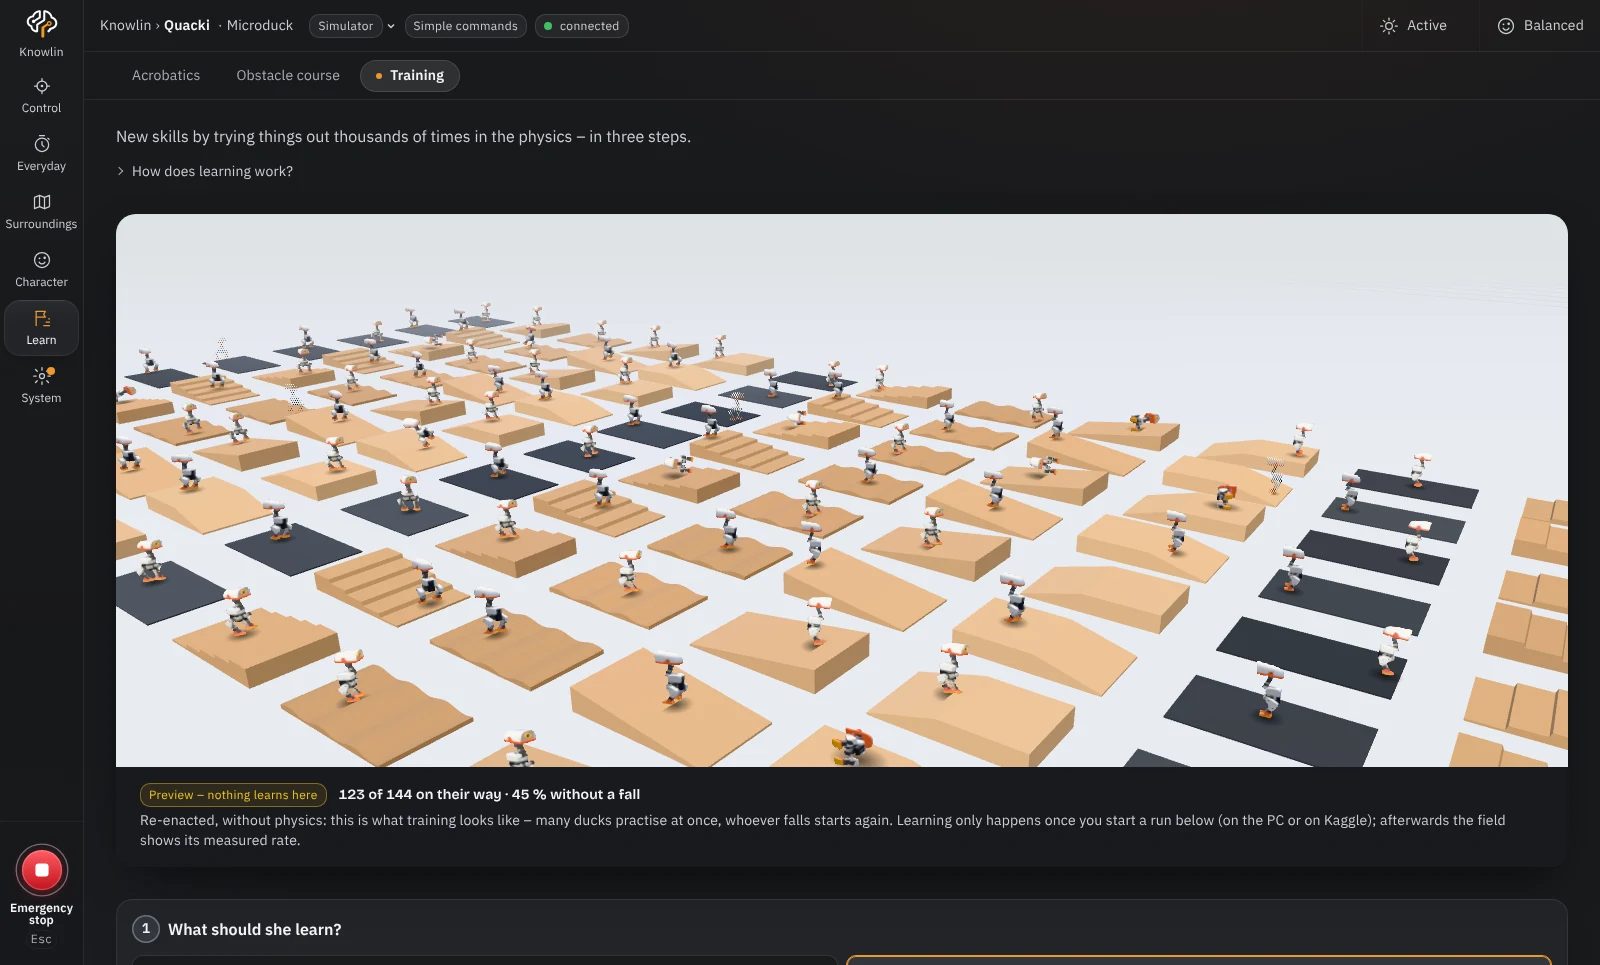 Knowlin
Knowlin › Quacki · Microduck
Simulator
Simple commands
connected
Active
Balanced
Control
Everyday
Surroundings
Character
Learn
System
Acrobatics
Obstacle course
Training
New skills by trying things out thousands of times in the physics – in three steps.
How does learning work?
Preview – nothing learns here
123 of 144 on their way · 45 % without a fall
Re-enacted, without physics: this is what training looks like – many ducks practise at once, whoever falls starts again. Learning only happens once you start a run below (on the PC or on Kaggle); afterwards the field
shows its measured rate.
1
What should she learn?
Emergency
stop
Esc